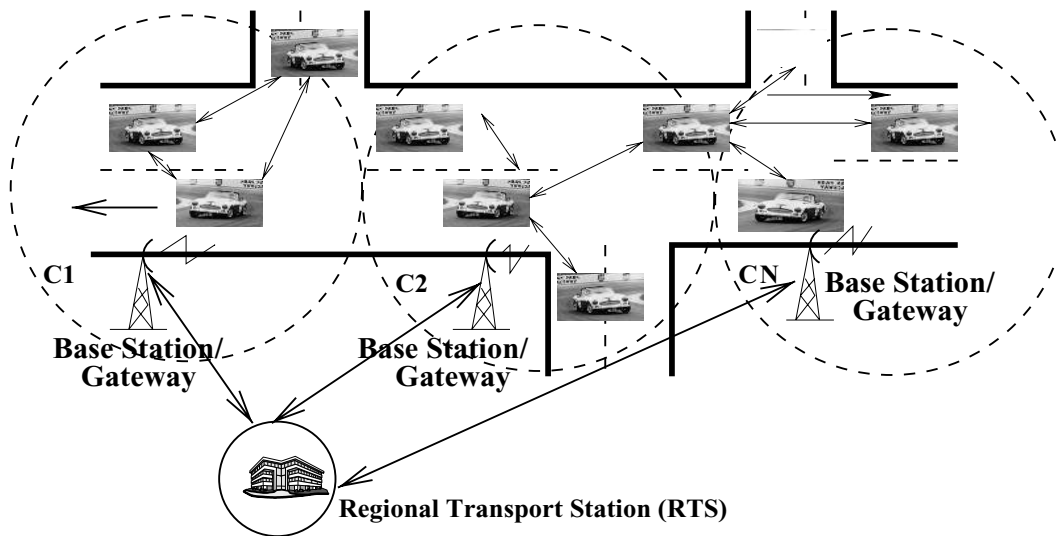 C1
C2
CN
Base Station/
Gateway
Base Station/
Gateway
Base Station/
Gateway
Regional Transport Station (RTS)